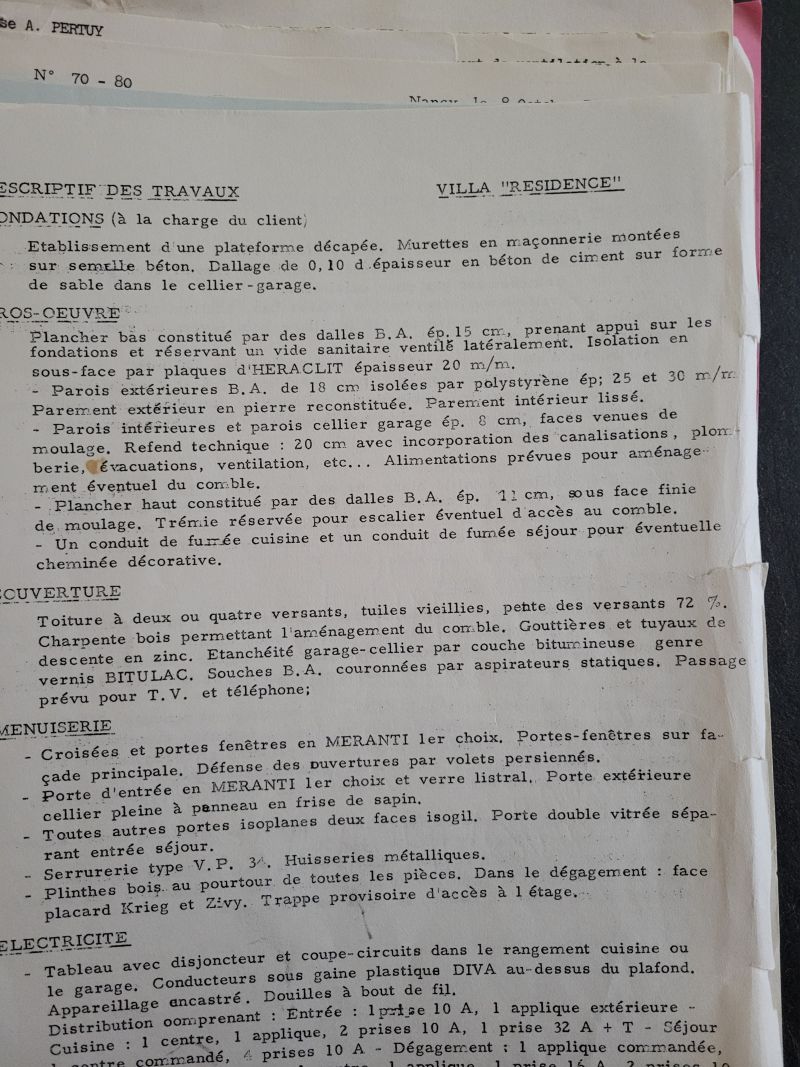 se A. PERTUY
N° 70 - 80
Nancy, le 8
ESCRIPTIF DES TRAVAUX
VILLA "RESIDENCE"
ONDATIONS (à la charge du client)
Etablissement d'une plateforme décapée. Murettes en maçonnerie montées
sur semelle béton. Dallage de 0,10 d'épaisseur en béton de ciment sur forme
de sable dans le cellier-garage.
ROS-OEUVRE
Plancher bas constitué par des dalles B.A. ép. 15 cm, prenant appui sur les
fondations et réservant un vide sanitaire ventilé latéralement. Isolation en
sous-face par plaques d'HERACLIT épaisseur 20 m/m.
- Parois extérieures B.A. de 18 cm isolées par polystyrène ép; 25 et 30 m/m
Parement extérieur en pierre reconstituée. Parement intérieur lissé.
- Parois intérieures et parois cellier garage ép. 8 cm, faces venues de
moulage. Refend technique : 20 cm avec incorporation des canalisations, plom-
berie, évacuations, ventilation, etc... Alimentations prévues pour aménage-
ment éventuel du comble.
- Plancher haut constitué par des dalles B.A. ép. 11 cm, sous face finie
de moulage. Trémie réservée pour escalier éventuel d'accès au comble.
- Un conduit de fumée cuisine et un conduit de fumée séjour pour éventuelle
cheminée décorative.
COUVERTURE
Toiture à deux ou quatre versants, tuiles vieillies, pente des versants 72 %.
Charpente bois permettant l'aménagement du comble. Gouttières et tuyaux de
descente en zinc. Etanchéité garage-cellier par couche bitumineuse genre
vernis BITULAC. Souches B.A. couronnées par aspirateurs statiques. Passage
prévu pour T.V. et téléphone;
MENUISERIE
- Croisées et portes fenêtres en MERANTI 1er choix. Portes-fenêtres sur fa-
çade principale. Défense des ouvertures par volets persiennés.
- Porte d'entrée en MERANTI 1er choix et verre listral. Porte extérieure
cellier pleine à panneau en frise de sapin.
- Toutes autres portes isoplanes deux faces isogil. Porte double vitrée sépa-
rant entrée séjour.
- Serrurerie type V.P. Huisseries métalliques.
- Plinthes bois au pourtour de toutes les pièces. Dans le dégagement : face
placard Krieg et Zivy. Trappe provisoire d'accès à l étage.
ELECTRICITE
- Tableau avec disjoncteur et coupe-circuits dans le rangement cuisine ou
le garage. Conducteurs sous gaine plastique DIVA au-dessus du plafond.
Appareillage encastré. Douilles à bout de fil.
Distribution comprenant : Entrée : 1 prise 10 A, 1 applique extérieure -
Cuisine : 1 centre, 1 applique, 2 prises 10 A, 1 prise 32 A + T - Séjour
centre commandé, 4 prises 10 A - Dégagement : 1 applique commandée,